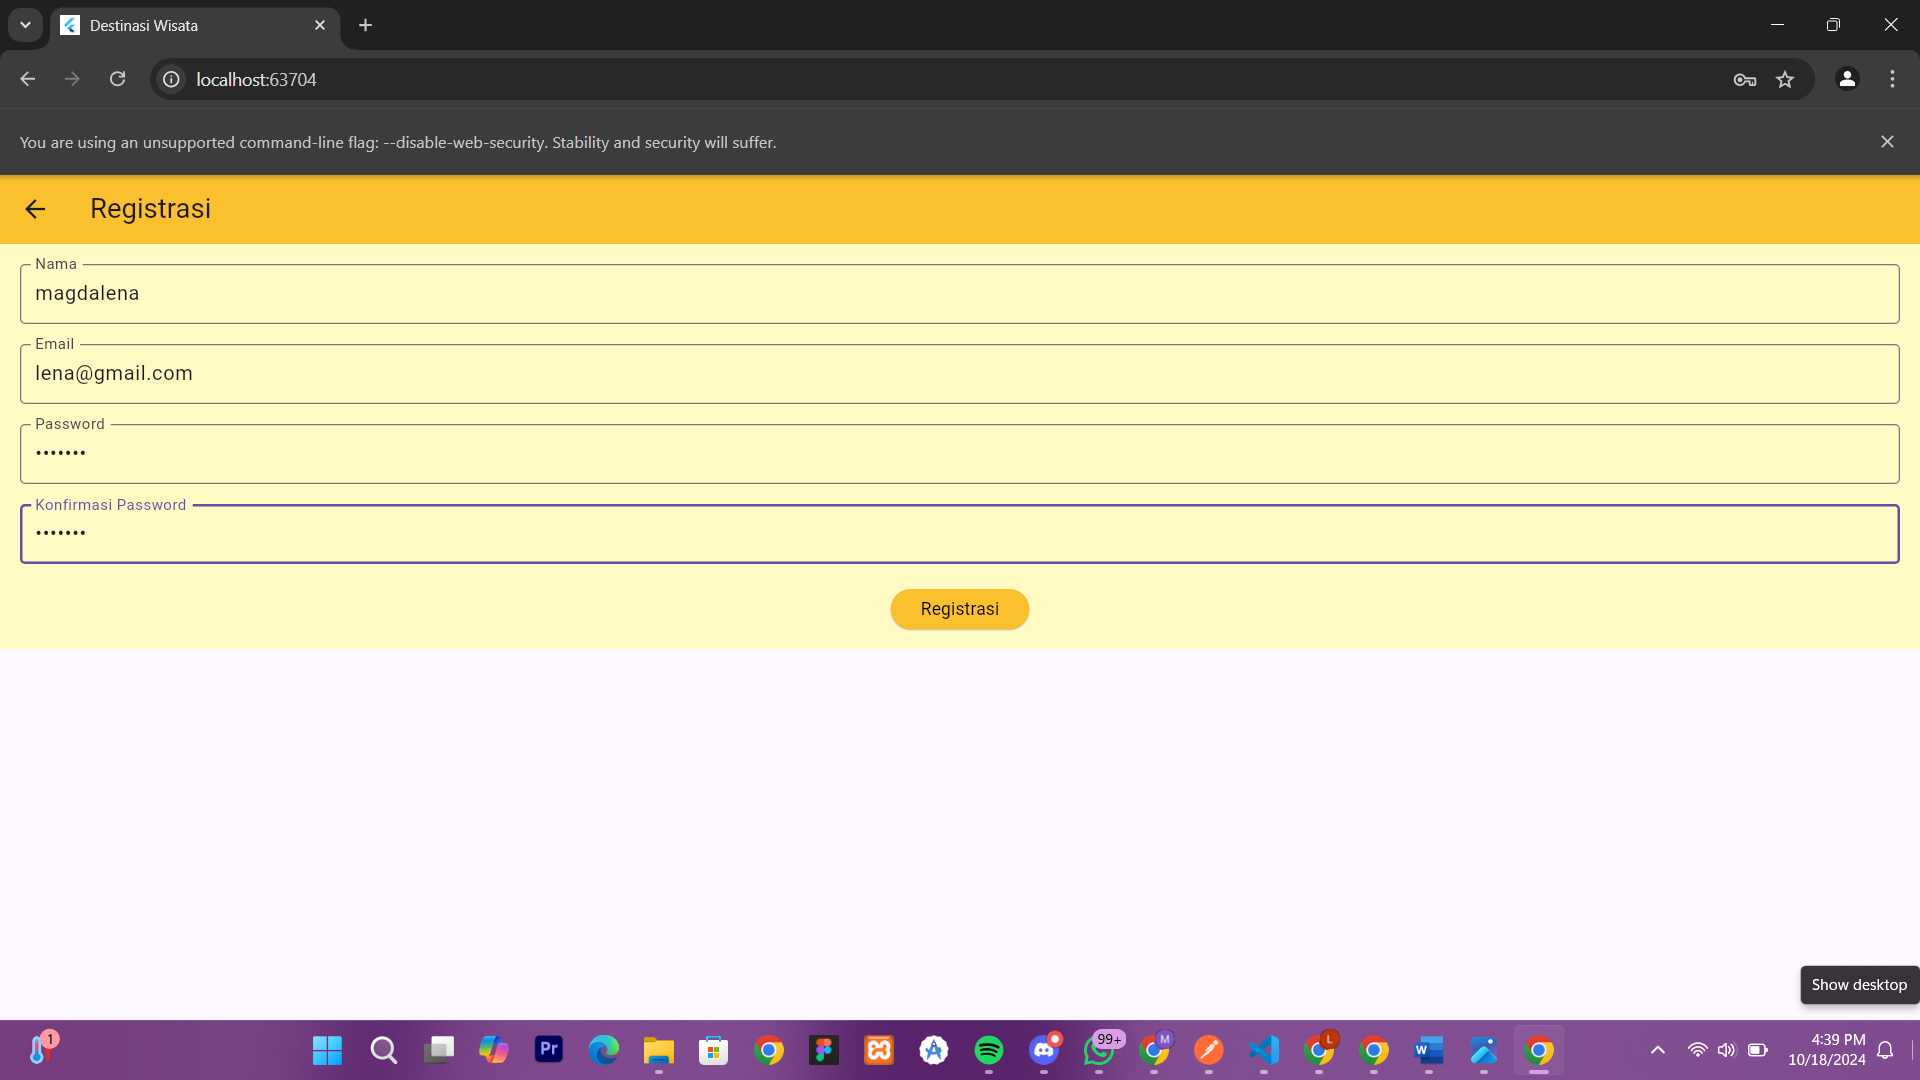 Destinasi Wisata
localhost:63704
You are using an unsupported command-line flag: --disable-web-security. Stability and security will suffer.
Registrasi
Nama
magdalena
Email
lena@gmail.com
Password
•••••••
Konfirmasi Password
•••••••
Registrasi
Show desktop
1
Pr
99+
M
L
W
4:39 PM
10/18/2024